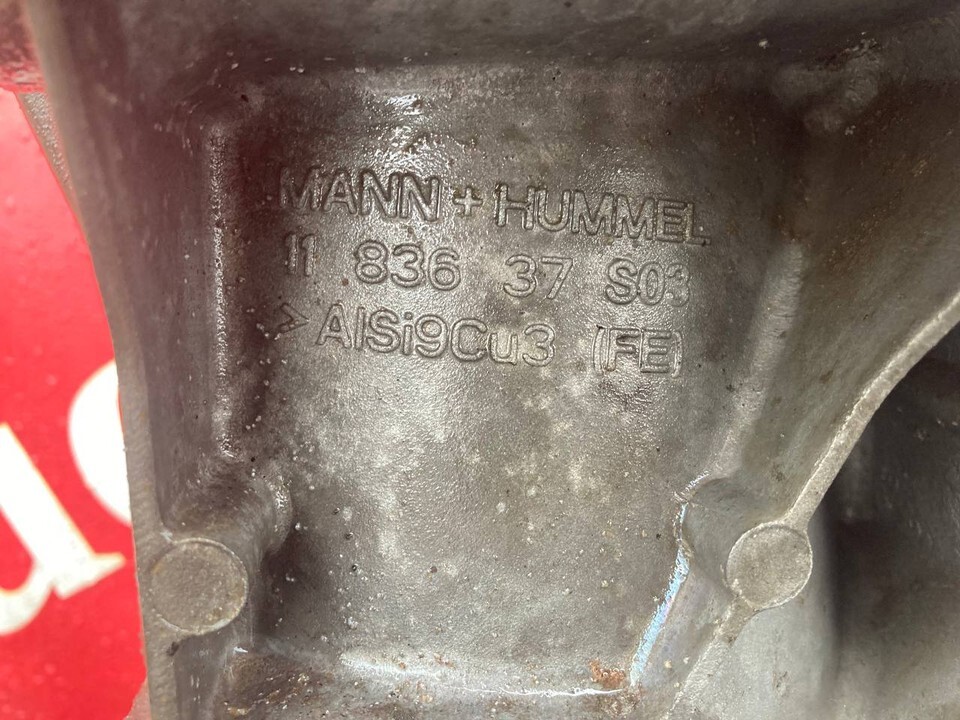 MANN + HUMMEL
11 836 37 S03
>AlSi9Cu3 (FE)